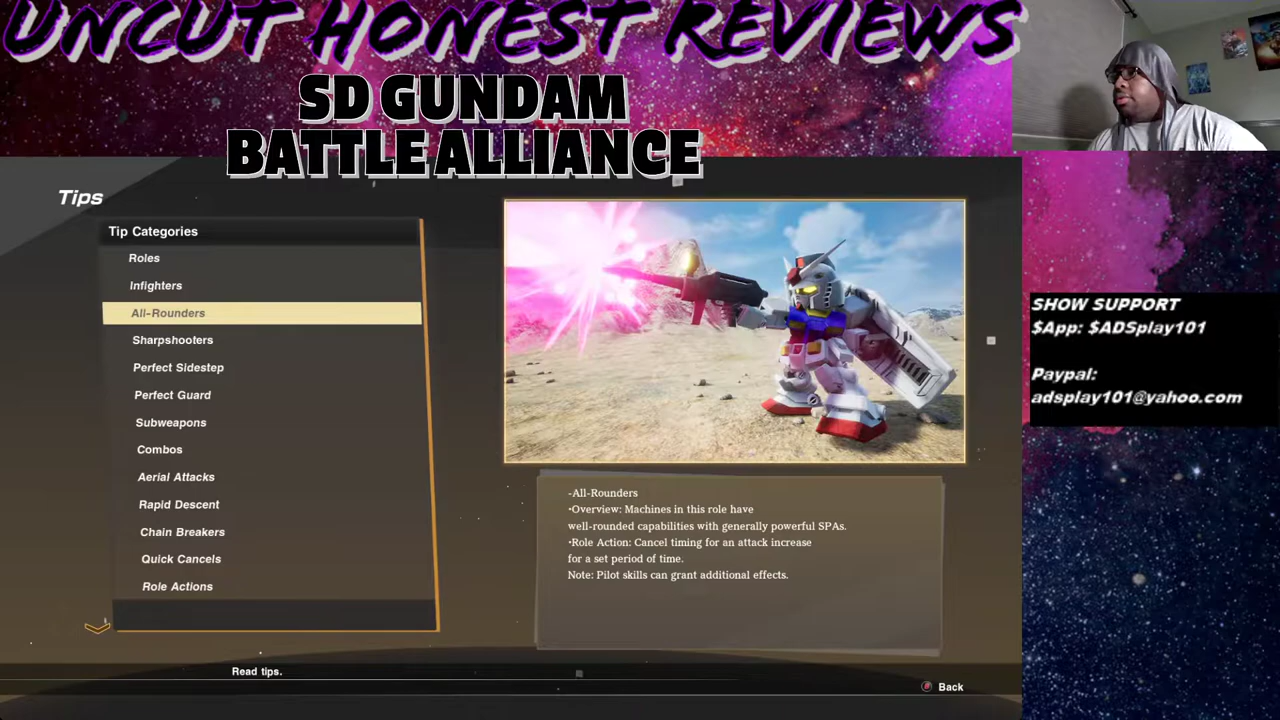 UNCUT HONEST REVIEWS
SD GUNDAM
BATTLE ALLIANCE
Tips
Tip Categories
Roles
Infighters
All-Rounders
Sharpshooters
Perfect Sidestep
Perfect Guard
Subweapons
Combos
Aerial Attacks
Rapid Descent
Chain Breakers
Quick Cancels
Role Actions
-All-Rounders
•Overview: Machines in this role have
well-rounded capabilities with generally powerful SPAs.
•Role Action: Cancel timing for an attack increase
for a set period of time.
Note: Pilot skills can grant additional effects.
Read tips.
Back
SHOW SUPPORT
$App: $ADSplay101
Paypal:
adsplay101@yahoo.com